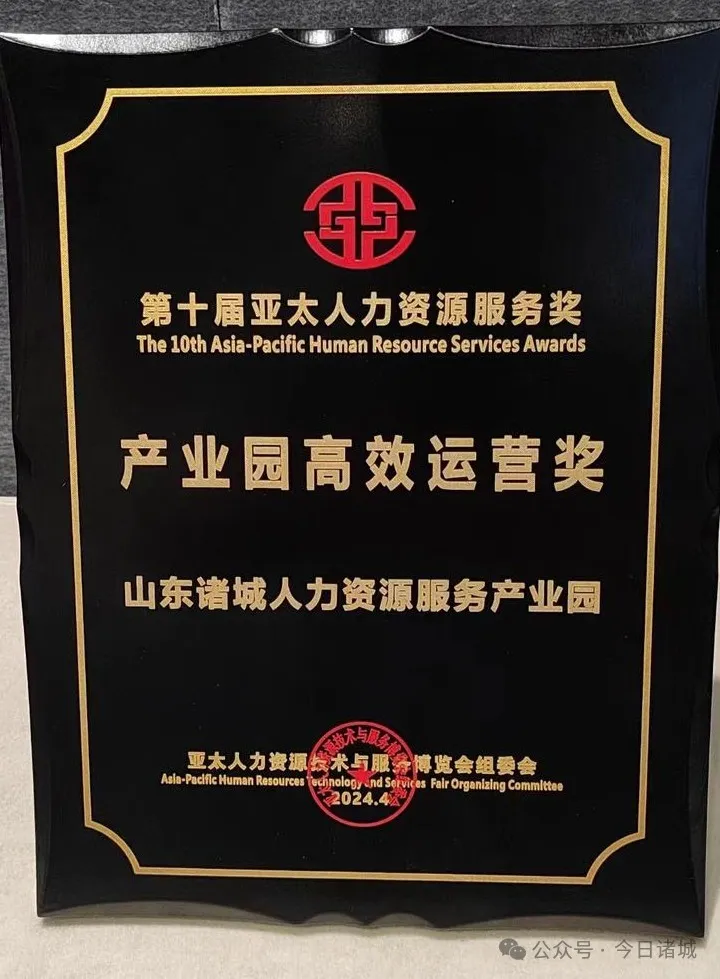 第十届亚太人力资源服务奖
The 10th Asia-Pacific Human Resource Services Awards
产业园高效运营奖
山东诸城人力资源服务产业园
亚太人力资源技术与服务博览会组委会
Asia-Pacific Human Resources Technology and Services Fair Organizing Committee
2024.4
公众号·今日诸城